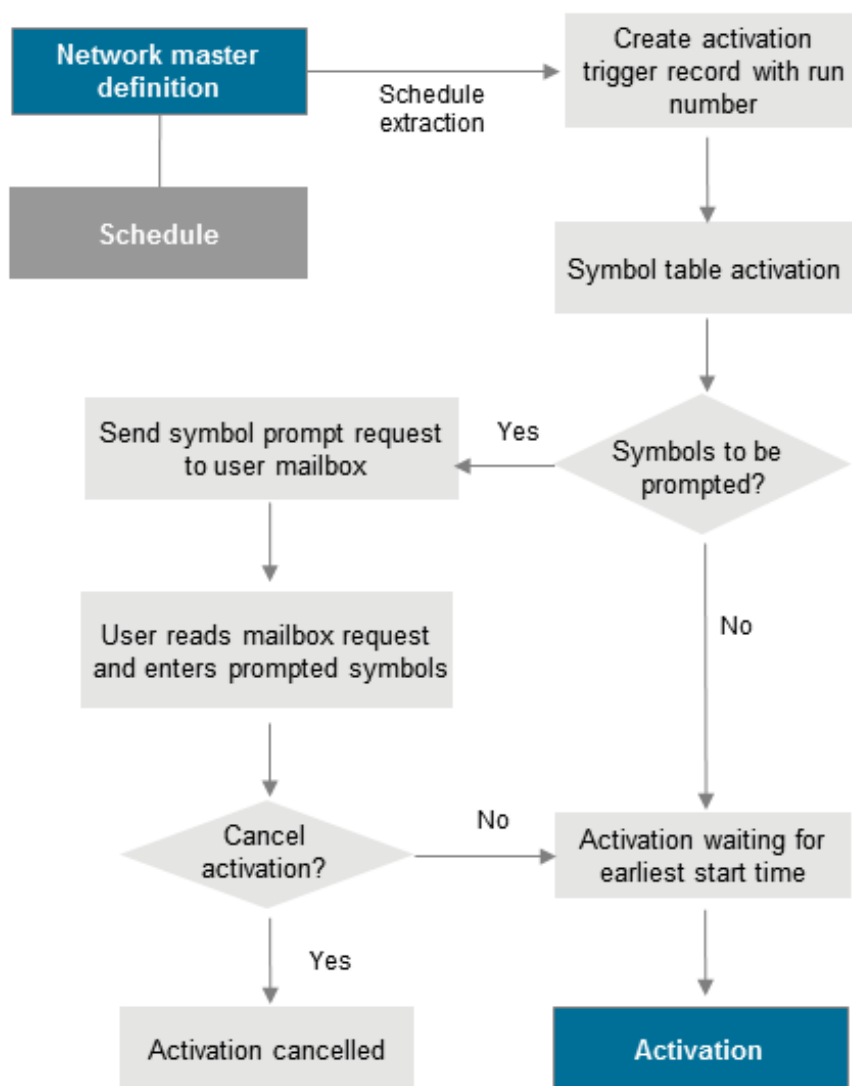 Network master
definition
Schedule
extraction
Create activation
trigger record with run
number
Schedule
Symbol table activation
Send symbol prompt request
to user mailbox
Yes
Symbols to be
prompted?
User reads mailbox request
and enters prompted symbols
No
Cancel
activation?
No
Activation waiting for
earliest start time
Yes
Activation cancelled
Activation